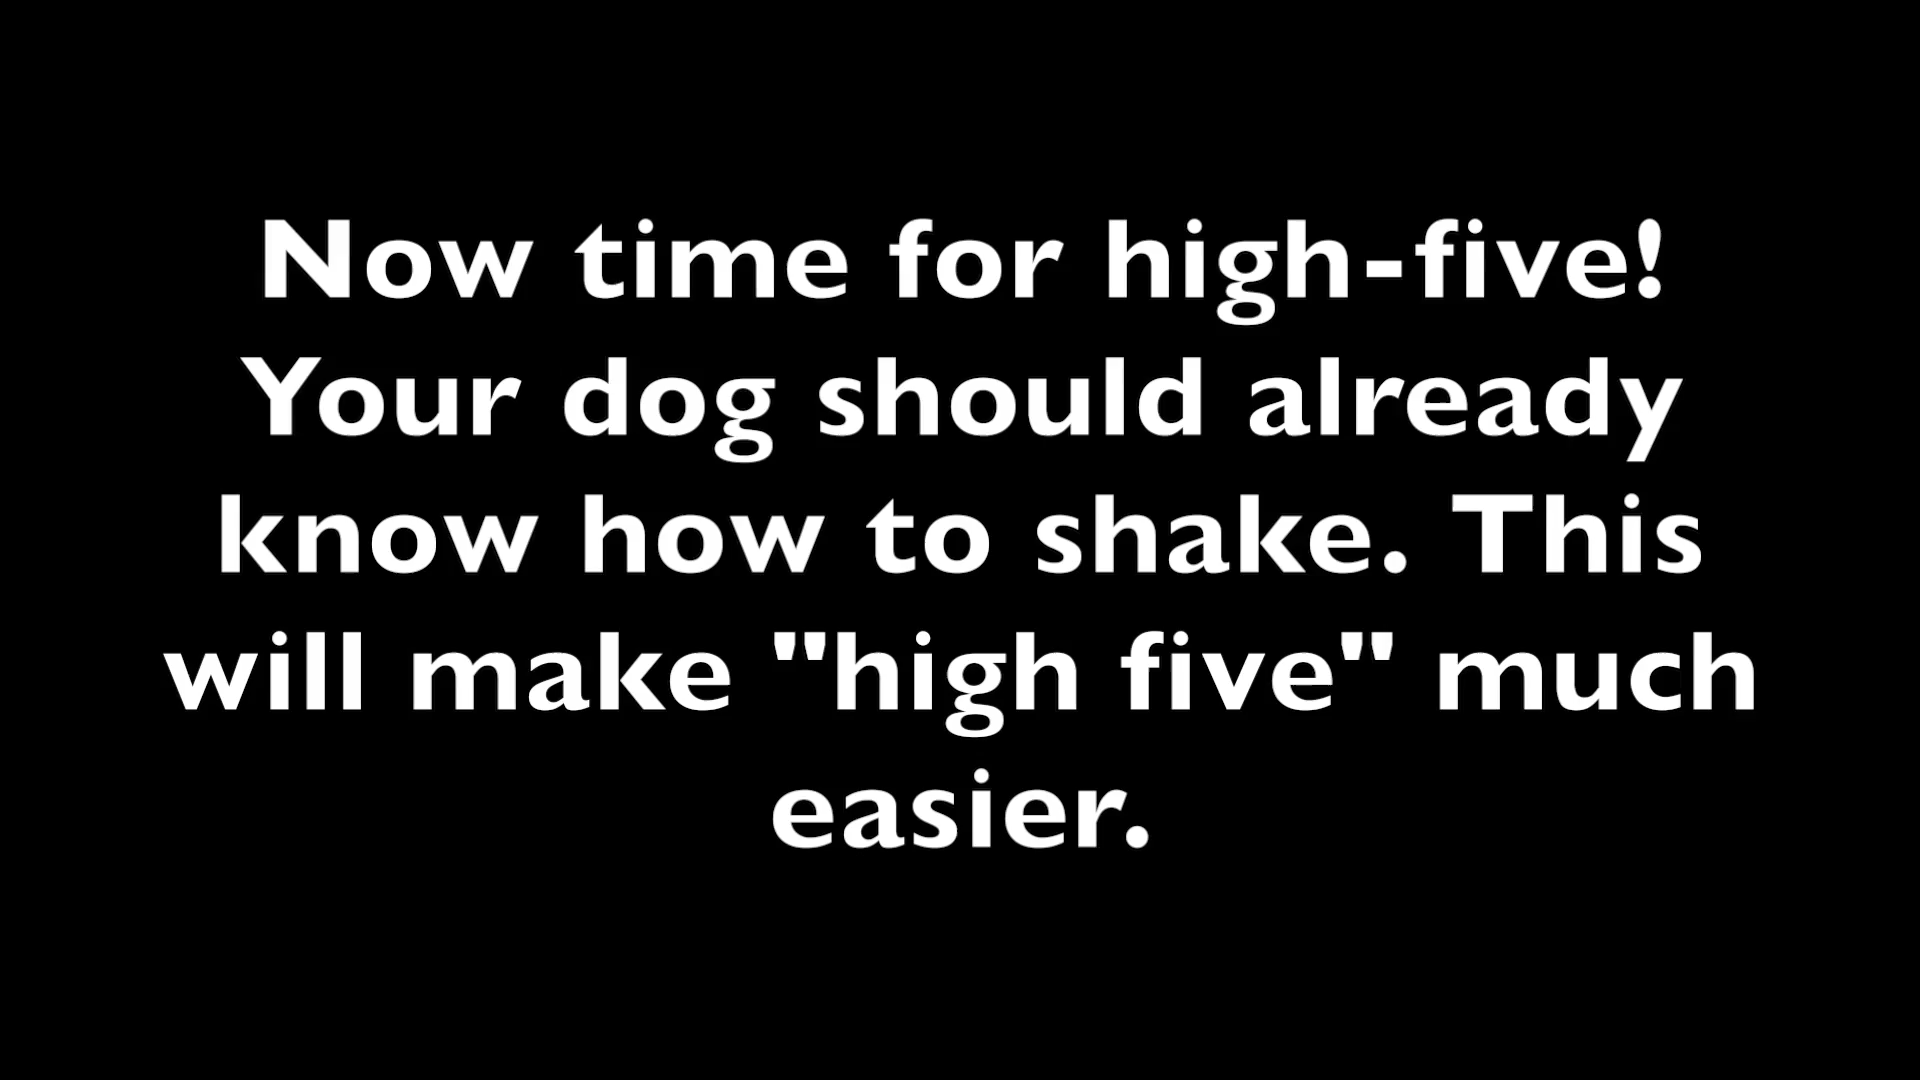 Now time for high-five!
Your dog should already
know how to shake. This
will make "high five" much
easier.